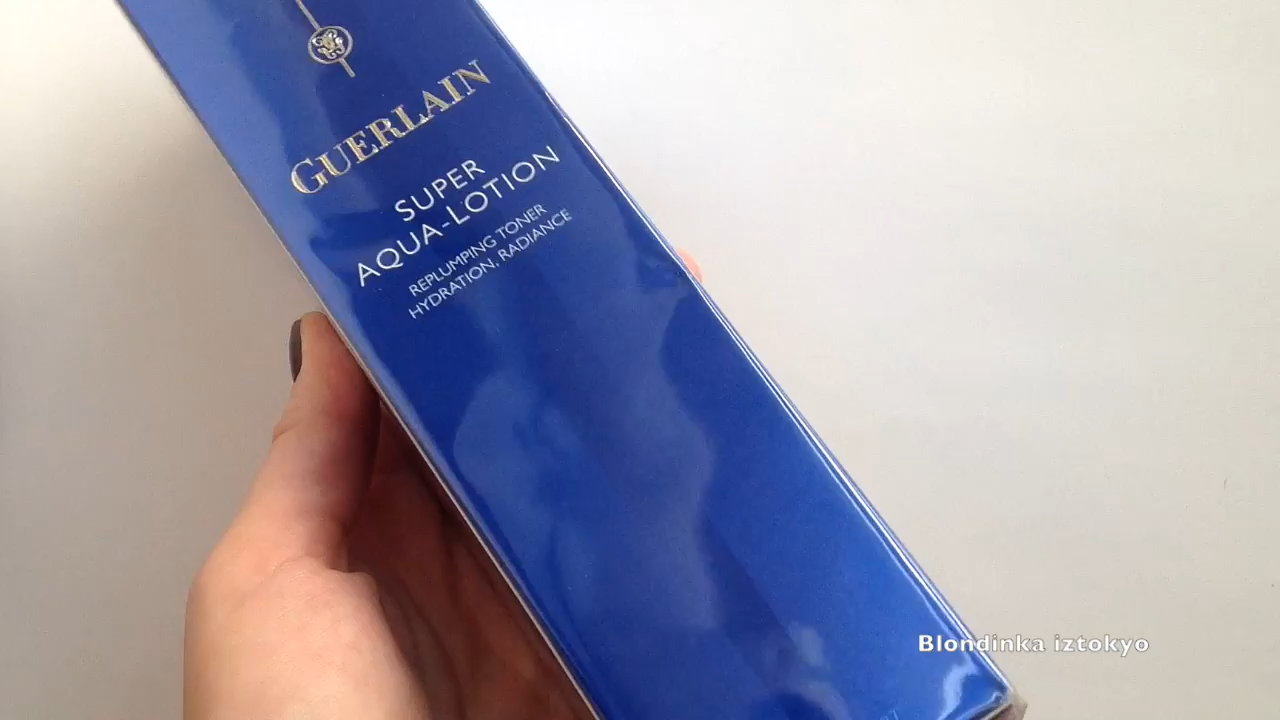 GUERLAIN
SUPER
AQUA-LOTION
REPLUMPING TONER
HYDRATION, RADIANCE
Blondinka iztokyo